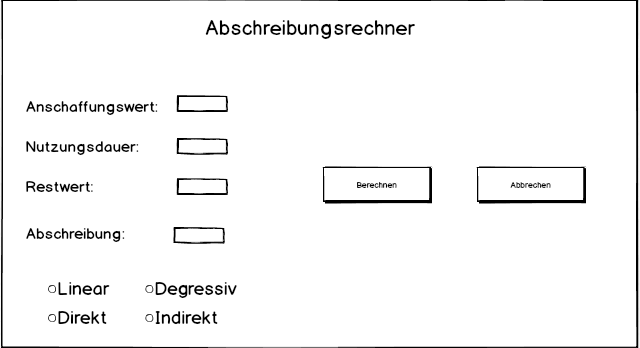 Abschreibungsrechner
Anschaffungswert:
Nutzungsdauer:
Restwert:
Berechnen
Abbrechen
Abschreibung:
Linear
Degressiv
Direkt
Indirekt